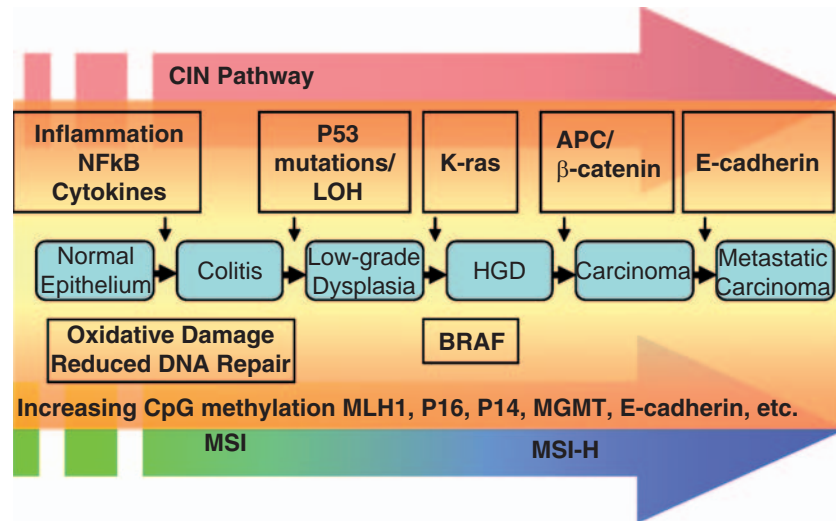 CIN Pathway
Inflammation
NFkB
Cytokines
P53
mutations/
LOH
K-ras
APC/
β-catenin
E-cadherin
Normal
Epithelium
Colitis
Low-grade
Dysplasia
HGD
Carcinoma
Metastatic
Carcinoma
Oxidative Damage
Reduced DNA Repair
BRAF
Increasing CpG methylation MLH1, P16, P14, MGMT, E-cadherin, etc.
MSI
MSI-H